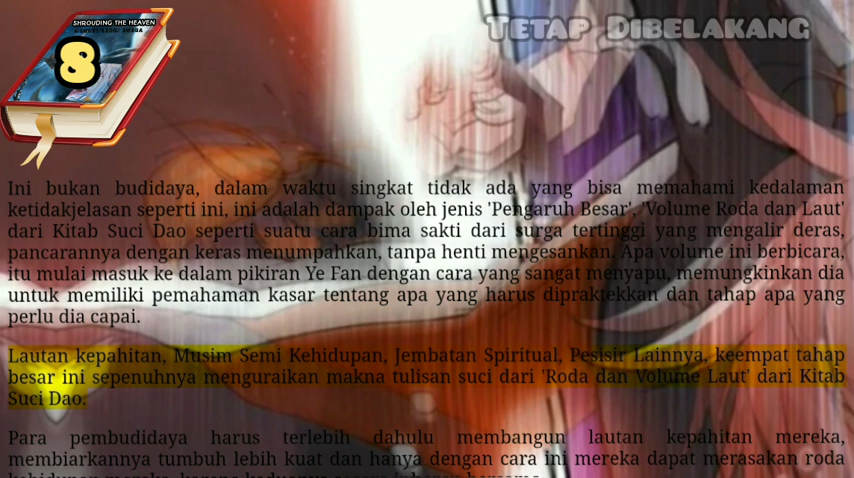 SHROUDING THE HEAVEN
8
Tetap Dibelakang
Ini bukan budidaya, dalam waktu singkat tidak ada yang bisa memahami kedalaman
ketidakjelasan seperti ini, ini adalah dampak oleh jenis 'Pengaruh Besar', 'Volume Roda dan Laut'
dari Kitab Suci Dao seperti suatu cara bima sakti dari surga tertinggi yang mengalir deras,
pancarannya dengan keras menumpahkan, tanpa henti mengesankan. Apa volume ini berbicara,
itu mulai masuk ke dalam pikiran Ye Fan dengan cara yang sangat menyapu, memungkinkan dia
untuk memiliki pemahaman kasar tentang apa yang harus dipraktekkan dan tahap apa yang
perlu dia capai.
Lautan kepahitan, Musim Semi Kehidupan, Jembatan Spiritual, Pesisir Lainnya, keempat tahap
besar ini sepenuhnya menguraikan makna tulisan suci dari 'Roda dan Volume Laut' dari Kitab
Suci Dao.
Para pembudidaya harus terlebih dahulu membangun lautan kepahitan mereka,
membiarkannya tumbuh lebih kuat dan hanya dengan cara ini mereka dapat merasakan roda